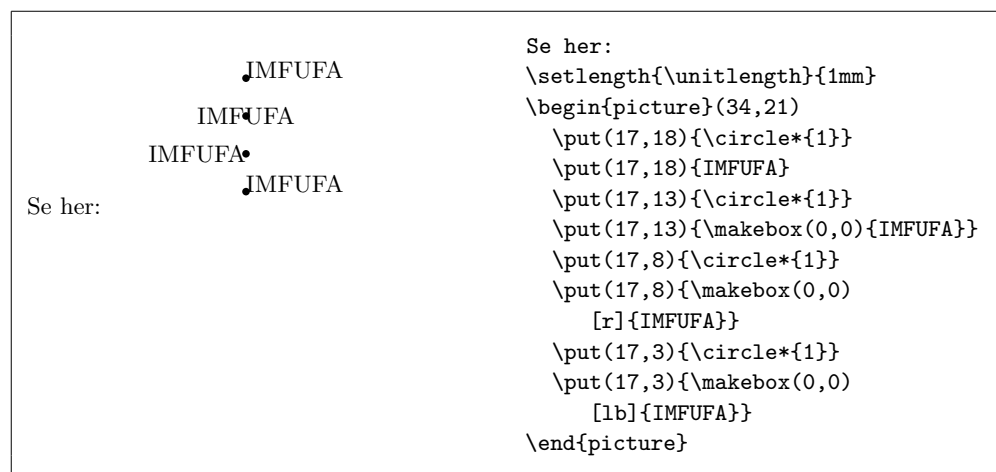 IMFUFA
IMFUFA
IMFUFA
IMFUFA
Se her:
Se her:
\setlength{\unitlength}{1mm}
\begin{picture}(34,21)
\put(17,18){\circle*{1}}
\put(17,18){IMFUFA}
\put(17,13){\circle*{1}}
\put(17,13){\makebox(0,0){IMFUFA}}
\put(17,8){\circle*{1}}
\put(17,8){\makebox(0,0)
[r]{IMFUFA}}
\put(17,3){\circle*{1}}
\put(17,3){\makebox(0,0)
[lb]{IMFUFA}}
\end{picture}